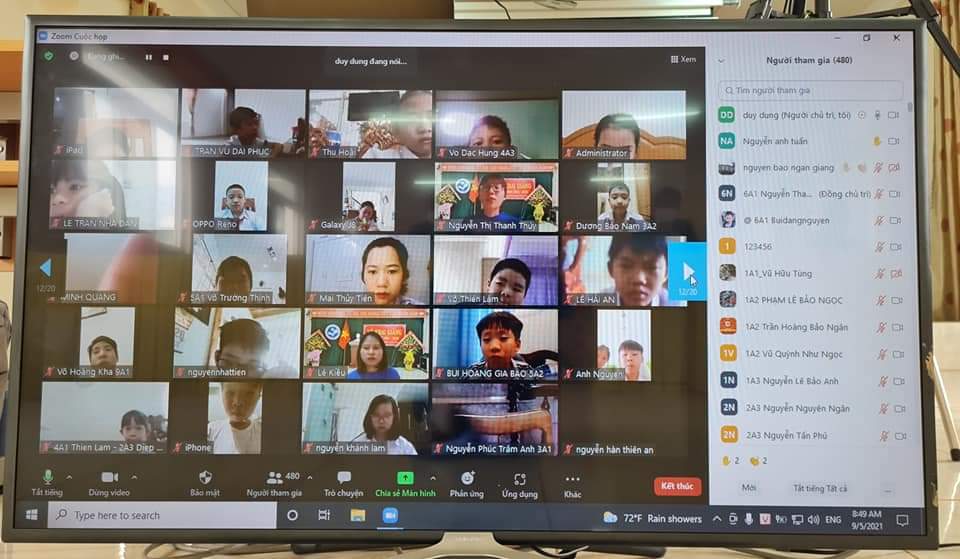 Zoom Cuộc họp
Đang ghi...
duy dung đang nói...
Xem
iPad
TRAN VU DAI PHUC
Thu Hoài
Vo Dac Hung 4A3
Administrator
LE TRAN NHA DAN
OPPO Reno
Galaxy J8
Nguyễn Thị Thanh Thúy
Dương Bảo Nam 3A2
12/20
MINH QUANG
5A1 Võ Trường Thịnh
Mai Thủy Tiên
Võ Thiên Lam
LÊ HẢI AN
12/20
Võ Hoàng Kha 9A1
nguyennhattien
Lê Kiều
BUI HOANG GIA BAO 5A2
Anh Nguyen
4A1 Thien Lam - 2A3 Diep ...
iPhone
nguyễn khánh lam
Nguyễn Phúc Trâm Anh 3A1
nguyễn hàn thiên an
Người tham gia (480)
Tìm người tham gia
DD duy dung (Người chủ trì, tôi)
NA Nguyễn anh tuấn
nguyen bao ngan giang
6N 6A1 Nguyễn Tha... (Đồng chủ trì)
@ 6A1 Buidangnguyen
1 123456
1A1_Vũ Hữu Tùng
1A2 PHẠM LÊ BẢO NGỌC
1A2 Trần Hoàng Bảo Ngân
1V 1A2 Vũ Quỳnh Như Ngọc
1N 1A3 Nguyễn Lê Bảo Anh
2N 2A3 Nguyễn Nguyên Ngân
2N 2A3 Nguyễn Tấn Phú
2 2
Mời Tắt tiếng Tất cả ...
480
Tắt tiếng Dừng video Bảo mật Người tham gia Trò chuyện Chia sẻ Màn hình Phản ứng Ứng dụng Khác Kết thúc
Type here to search
72°F Rain showers ENG
8:49 AM
9/5/2021
SAMSUNG